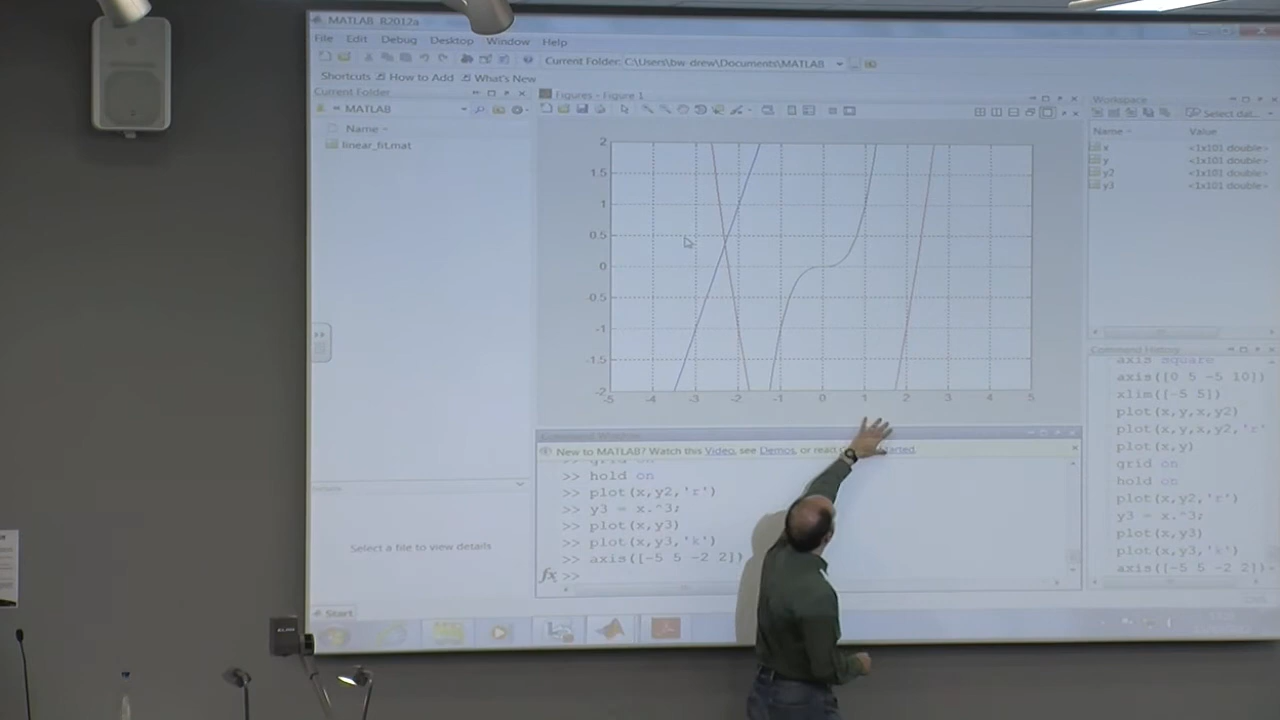 MATLAB R2012a
File Edit Debug Desktop Window Help
Current Folder: C:\Users\bw-drew\Documents\MATLAB
Shortcuts How to Add What's New
Current Folder
MATLAB
Name
linear_fit.mat
Select a file to view details
Start
Figures - Figure 1
2
1.5
1
0.5
0
-0.5
-1
-1.5
-2
-5 -4 -3 -2 -1 0 1 2 3 4 5
Command Window
New to MATLAB? Watch this Video, see Demos, or read
>> grid on
>> hold on
>> plot(x,y2,'r')
>> y3 = x.^3;
>> plot(x,y3)
>> plot(x,y3,'k')
>> axis([-5 5 -2 2])
fx >>
Workspace
Select dat...
Name Value
x <1x101 double>
y <1x101 double>
y2 <1x101 double>
y3 <1x101 double>
Command History
axis square
axis([0 5 -5 10])
xlim([-5 5])
plot(x,y,x,y2)
plot(x,y,x,y2,'r'
plot(x,y)
grid on
hold on
plot(x,y2,'r')
y3 = x.^3;
plot(x,y3)
plot(x,y3,'k')
axis([-5 5 -2 2])